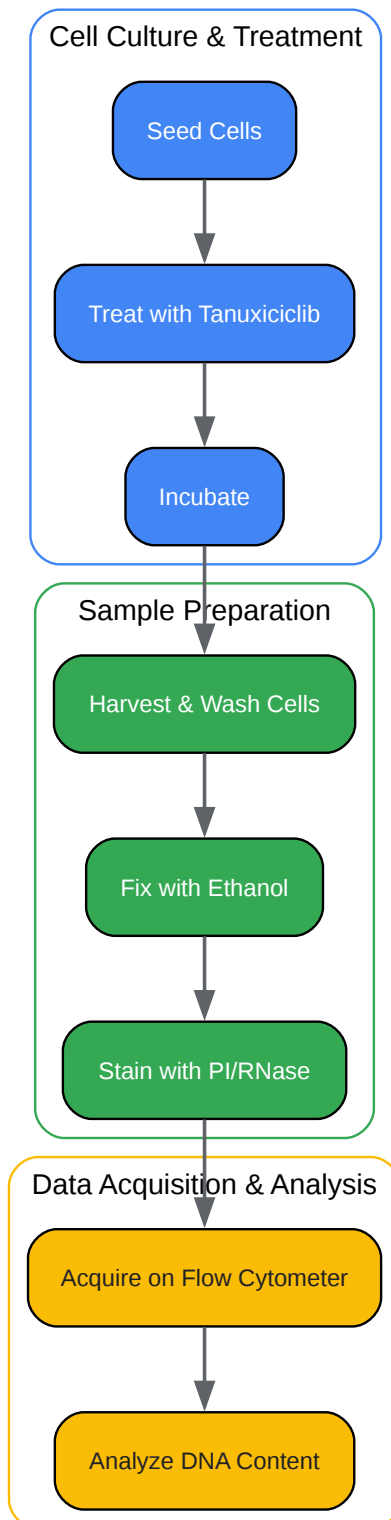 Cell Culture & Treatment
Seed Cells
Treat with Tanuxiciclib
Incubate
Sample Preparation
Harvest & Wash Cells
Fix with Ethanol
Stain with PI/RNase
Data Acquisition & Analysis
Acquire on Flow Cytometer
Analyze DNA Content